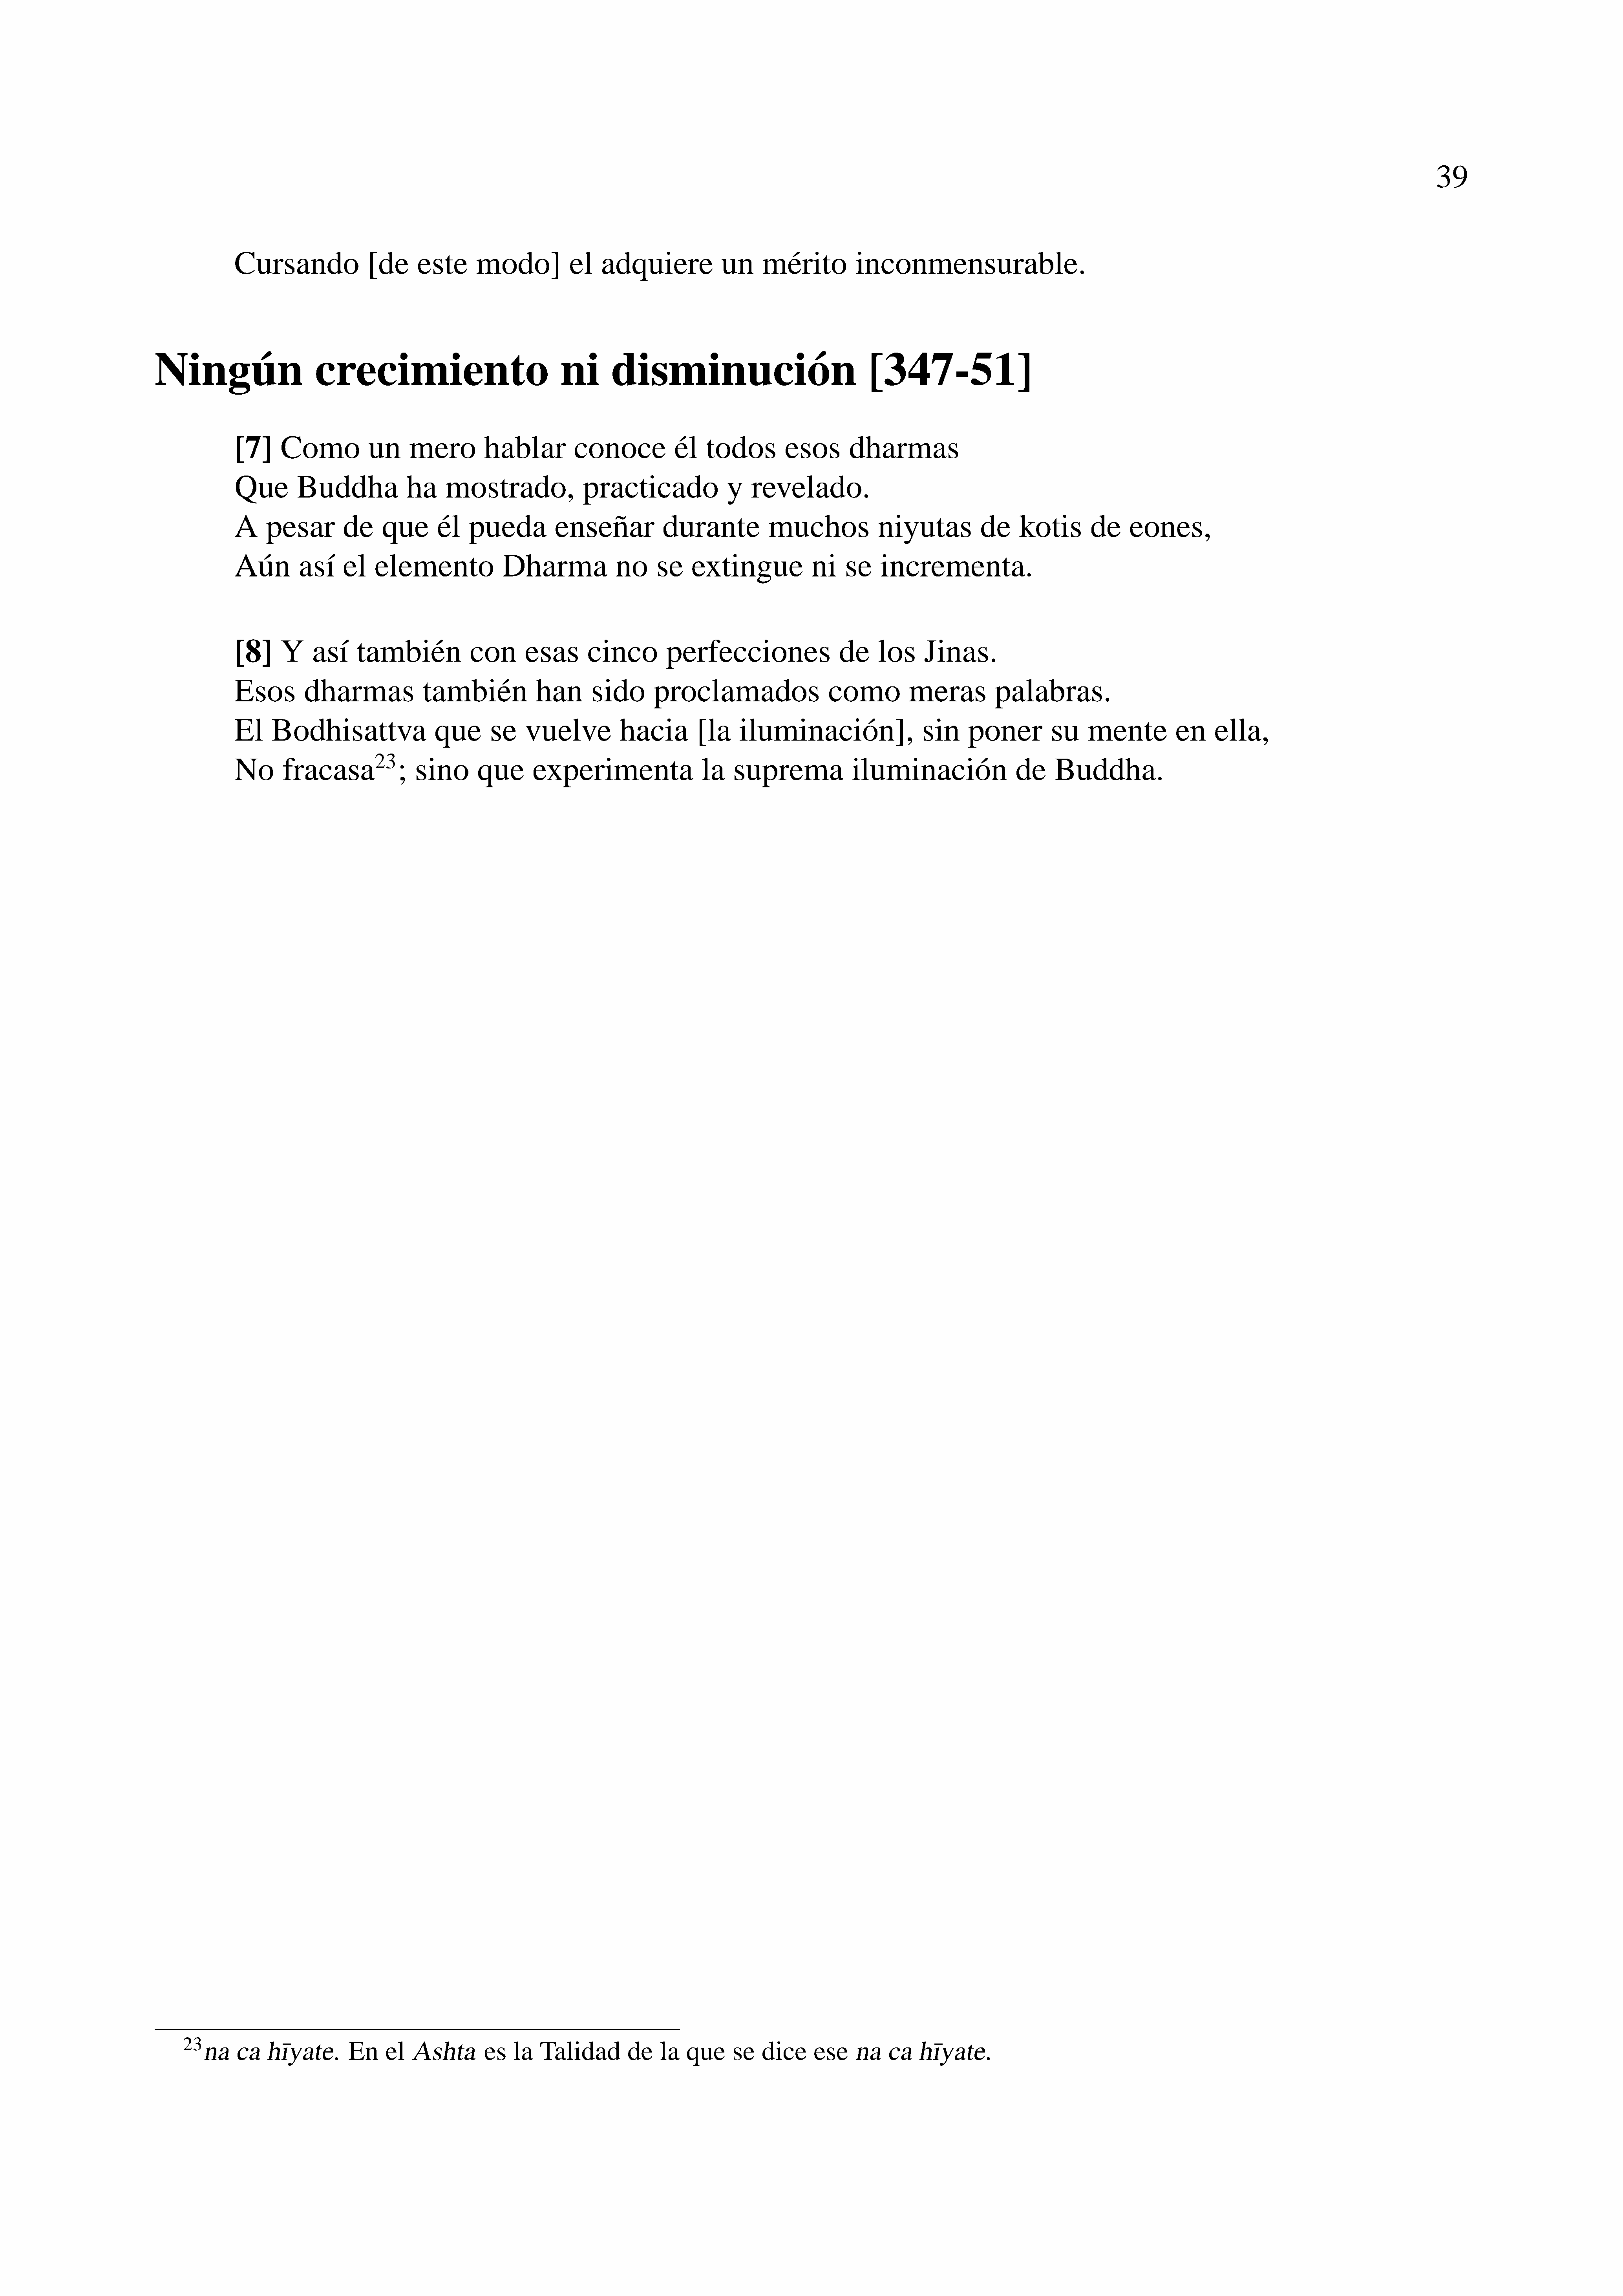 39
Cursando [de este modo] el adquiere un mérito inconmensurable.
Ningún crecimiento ni disminución [347-51]
[7] Como un mero hablar conoce él todos esos dharmas
Que Buddha ha mostrado, practicado y revelado.
A pesar de que él pueda enseñar durante muchos niyutas de kotis de eones,
Aún así el elemento Dharma no se extingue ni se incrementa.
[8] Y así también con esas cinco perfecciones de los Jinas.
Esos dharmas también han sido proclamados como meras palabras.
El Bodhisattva que se vuelve hacia [la iluminación], sin poner su mente en ella,
No fracasa23; sino que experimenta la suprema iluminación de Buddha.
23na ca hīyate. En el Ashta es la Talidad de la que se dice ese na ca hīyate.